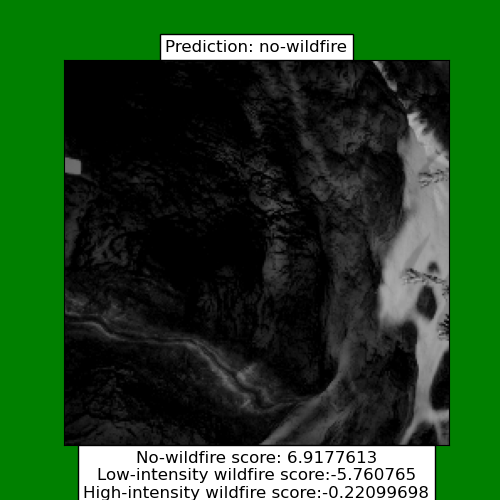 Prediction: no-wildfire
No-wildfire score: 6.9177613
Low-intensity wildfire score:-5.760765
High-intensity wildfire score:-0.22099698